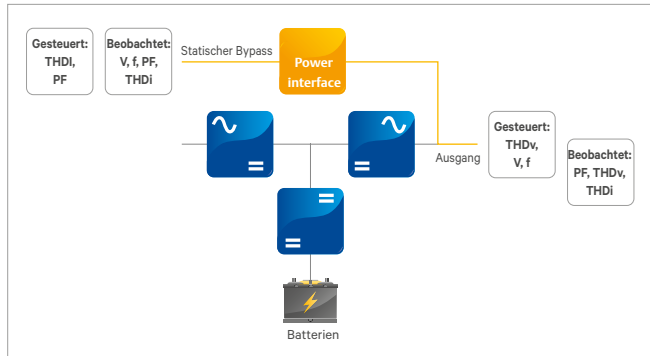 Gesteuert:
THDI,
PF
Beobachtet:
V, f, PF,
THDi
Statischer Bypass
Power
interface
Ausgang
Gesteuert:
THDv,
V, f
Beobachtet:
PF, THDv,
THDi
Batterien